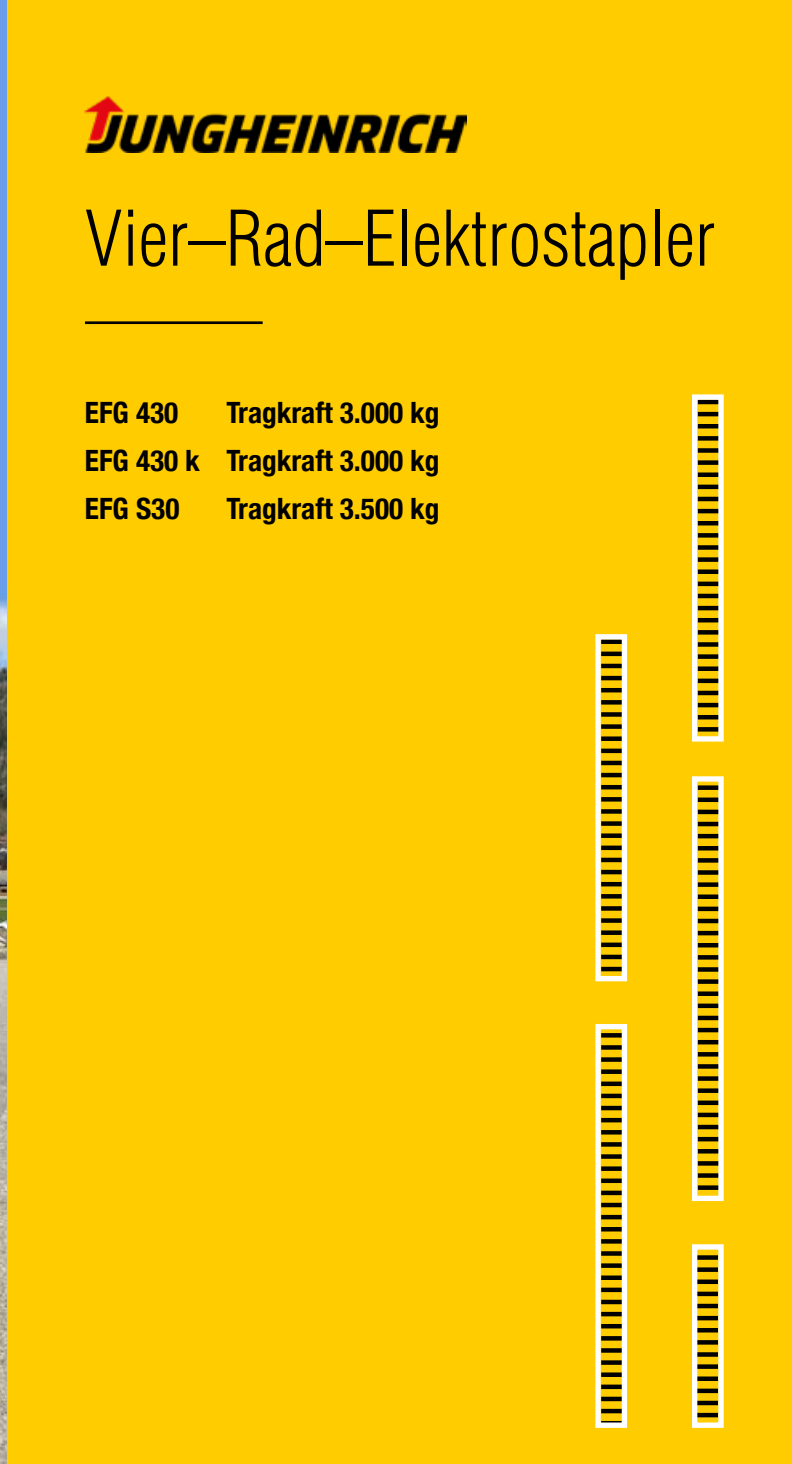 JUNGHEINRICH
Vier–Rad–Elektrostapler
EFG 430 Tragkraft 3.000 kg
EFG 430 k Tragkraft 3.000 kg
EFG S30 Tragkraft 3.500 kg